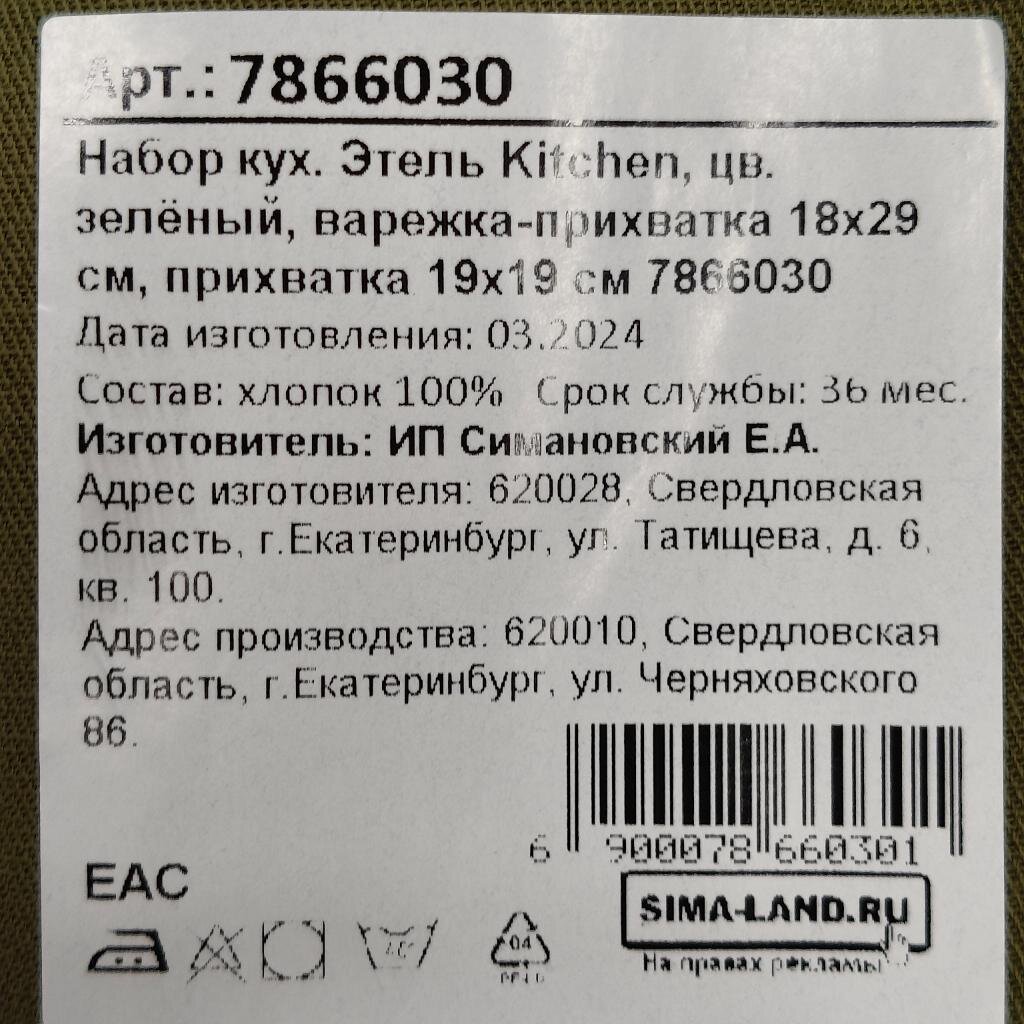 Арт.: 7866030
Набор кух. Этель Kitchen, цв.
зелёный, варежка-прихватка 18х29
см, прихватка 19х19 см 7866030
Дата изготовления: 03.2024
Состав: хлопок 100% Срок службы: 36 мес.
Изготовитель: ИП Симановский Е.А.
Адрес изготовителя: 620028, Свердловская
область, г.Екатеринбург, ул. Татищева, д. 6,
кв. 100.
Адрес производства: 620010, Свердловская
область, г.Екатеринбург, ул. Черняховского
86.
6 900078 660301
EAC
SIMA-LAND.RU
04
На правах рекламы